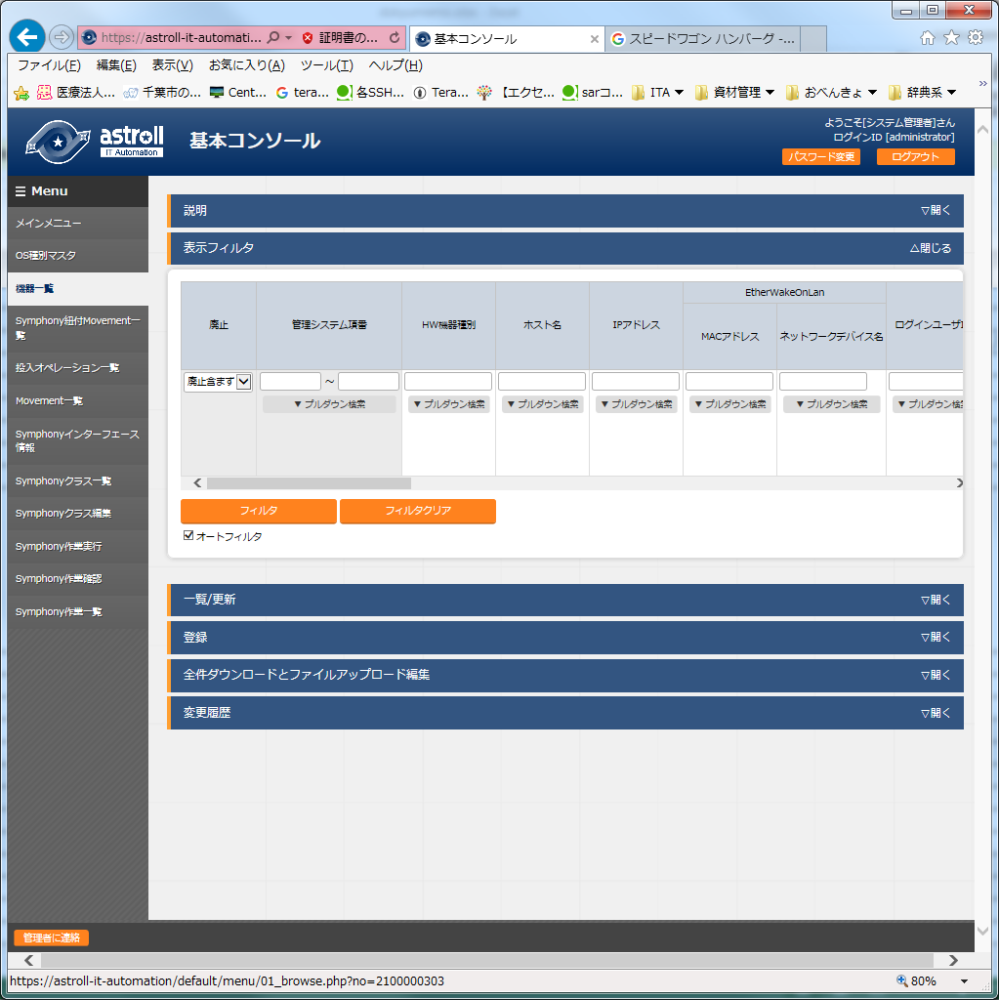 https://astroll-it-automati...
証明書の...
基本コンソール
スピードワゴン ハンバーグ -...
ファイル(F) 編集(E) 表示(V) お気に入り(A) ツール(T) ヘルプ(H)
医療法人... 千葉市の... Cent... tera... 各SSH... Tera... 【エクセ... sarコ... ITA 資材管理 おべんきょ 辞典系
astroll
IT Automation
基本コンソール
ようこそ[システム管理者]さん
ログインID [administrator]
パスワード変更 ログアウト
☰ Menu
メインメニュー
OS種別マスタ
機器一覧
Symphony紐付Movement一
覧
投入オペレーション一覧
Movement一覧
Symphonyインターフェース
情報
Symphonyクラス一覧
Symphonyクラス編集
Symphony作業実行
Symphony作業確認
Symphony作業一覧
説明 ▽開く
表示フィルタ △閉じる
EtherWakeOnLan
廃止 管理システム項番 HW機器種別 ホスト名 IPアドレス MACアドレス ネットワークデバイス名 ログインユーザI
廃止含まず ～
▼プルダウン検索 ▼プルダウン検索 ▼プルダウン検索 ▼プルダウン検索 ▼プルダウン検索 ▼プルダウン検索 ▼プルダウン検索
フィルタ フィルタクリア
オートフィルタ
一覧/更新 ▽開く
登録 ▽開く
全件ダウンロードとファイルアップロード編集 ▽開く
変更履歴 ▽開く
管理者に連絡
https://astroll-it-automation/default/menu/01_browse.php?no=2100000303
80%